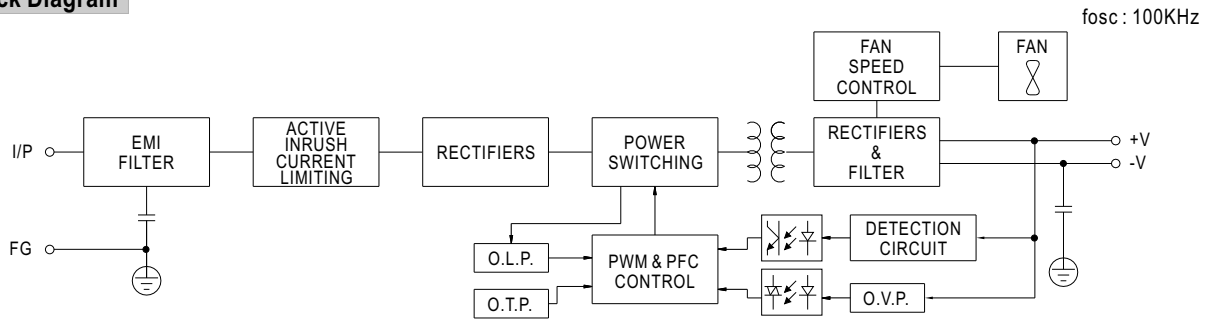 ck Diagram
fosc : 100KHz
FAN
SPEED
CONTROL
FAN
I/P
EMI
FILTER
ACTIVE
INRUSH
CURRENT
LIMITING
RECTIFIERS
POWER
SWITCHING
RECTIFIERS
&
FILTER
+V
-V
FG
O.L.P.
O.T.P.
PWM & PFC
CONTROL
DETECTION
CIRCUIT
O.V.P.